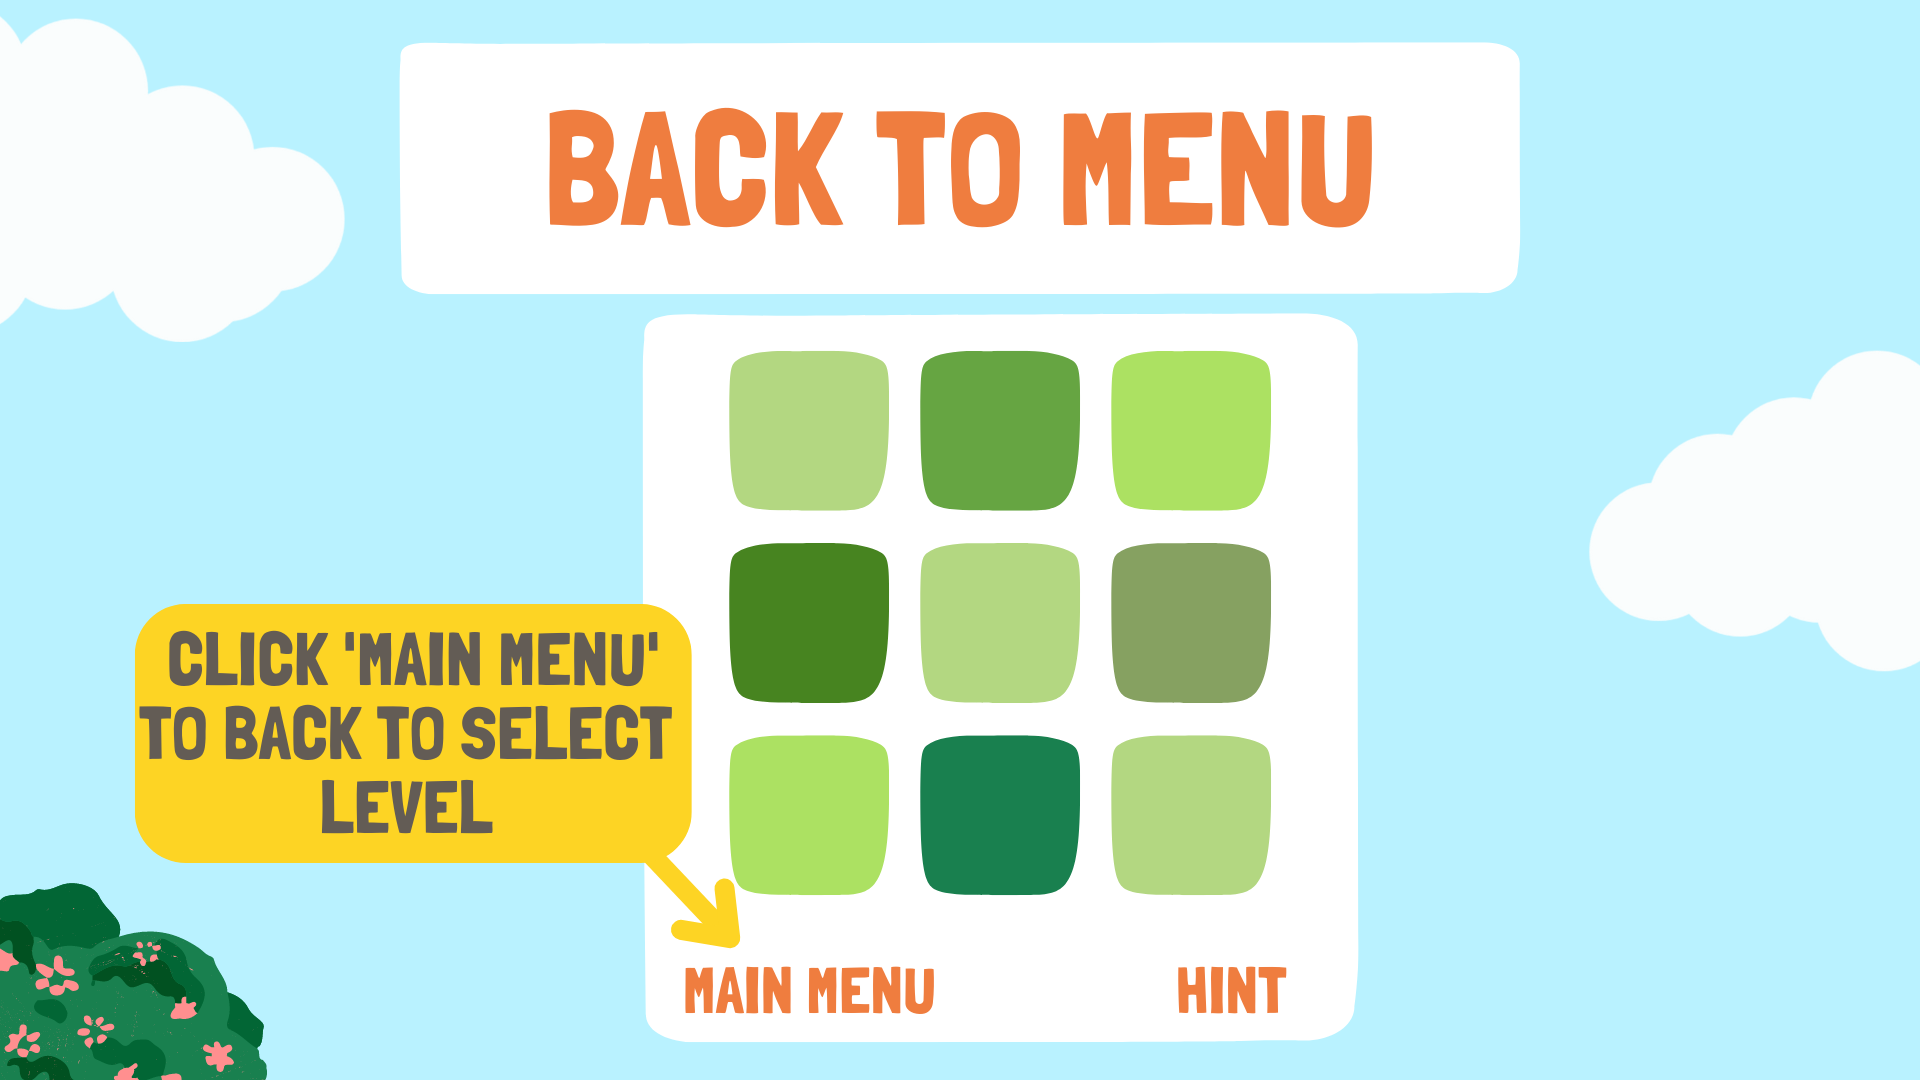 BACK TO MENU
CLICK 'MAIN MENU'
TO BACK TO SELECT
LEVEL
MAIN MENU
HINT